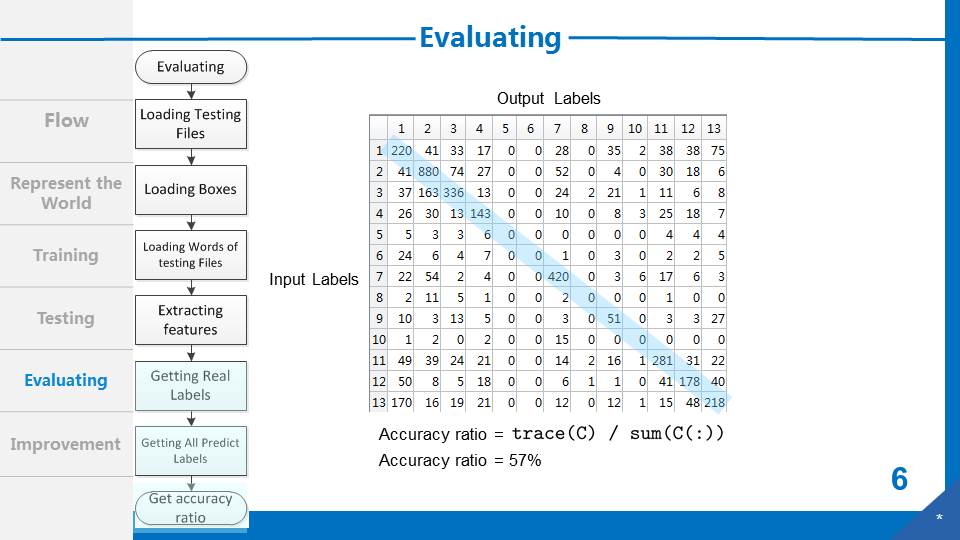 Evaluating
Flow
Represent the
World
Training
Testing
Evaluating
Improvement
Evaluating
Loading Testing
Files
Loading Boxes
Loading Words of
testing Files
Extracting
features
Getting Real
Labels
Getting All Predict
Labels
Get accuracy
ratio
Output Labels
Input Labels
1 2 3 4 5 6 7 8 9 10 11 12 13
1 220 41 33 17 0 0 28 0 35 2 38 38 75
2 41 880 74 27 0 0 52 0 4 0 30 18 6
3 37 163 336 13 0 0 24 2 21 1 11 6 8
4 26 30 13 143 0 0 10 0 8 3 25 18 7
5 5 3 3 6 0 0 0 0 0 0 4 4 4
6 24 6 4 7 0 0 1 0 3 0 2 2 5
7 22 54 2 4 0 0 420 0 3 6 17 6 3
8 2 11 5 1 0 0 2 0 0 0 1 0 0
9 10 3 13 5 0 0 3 0 51 0 3 3 27
10 1 2 0 2 0 0 15 0 0 0 0 0 0
11 49 39 24 21 0 0 14 2 16 1 281 31 22
12 50 8 5 18 0 0 6 1 1 0 41 178 40
13 170 16 19 21 0 0 12 0 12 1 15 48 218
Accuracy ratio = trace(C) / sum(C(:))
Accuracy ratio = 57%
6
*